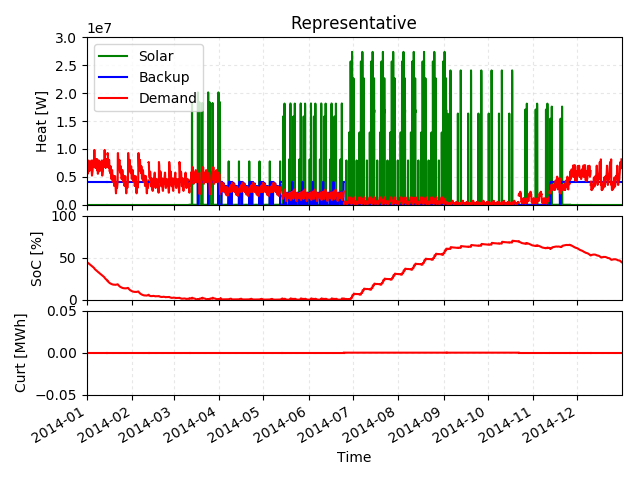 Representative
1e7
3.0
2.5
2.0
1.5
1.0
0.5
0.0
Heat [W]
Solar
Backup
Demand
100
50
0
SoC [%]
0.05
0.00
−0.05
Curt [MWh]
2014-01
2014-02
2014-03
2014-04
2014-05
2014-06
2014-07
2014-08
2014-09
2014-10
2014-11
2014-12
Time